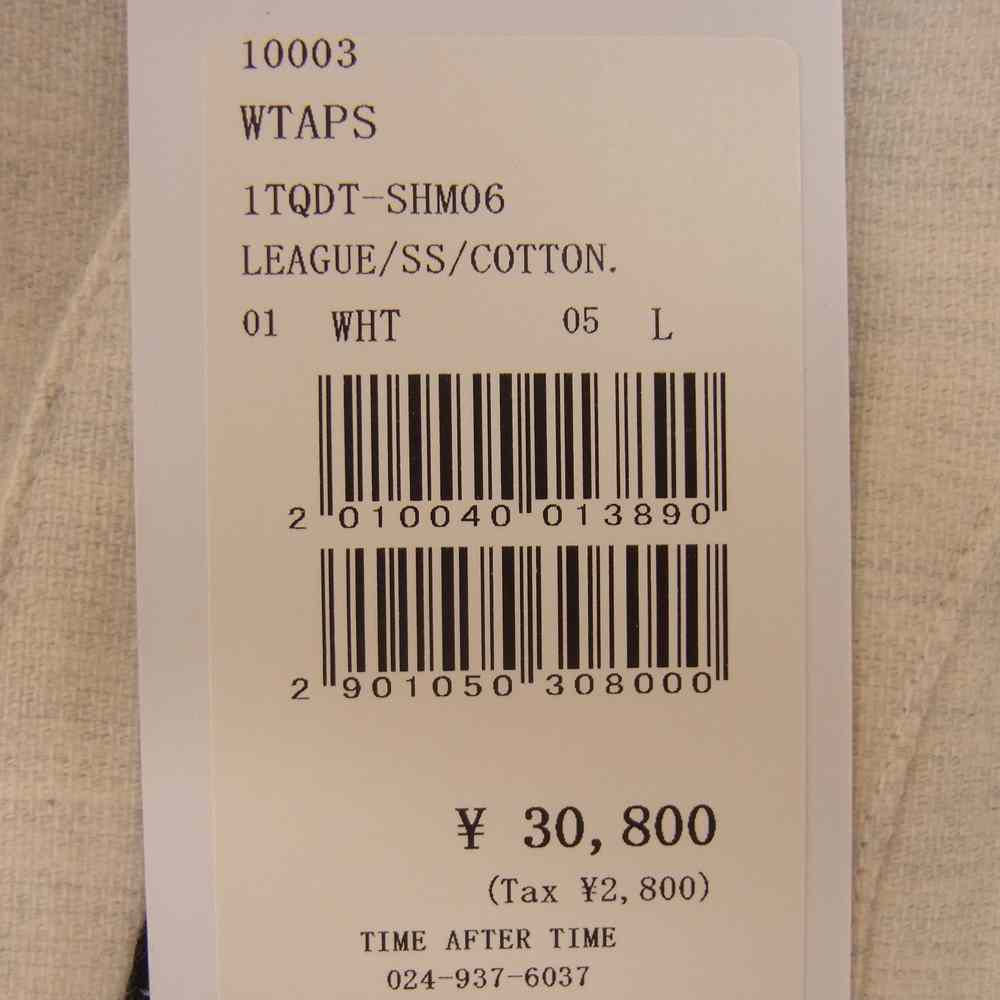 10003
WTAPS
1TQDT-SHM06
LEAGUE/SS/COTTON.
01 WHT 05 L
2 010040 013890
2 901050 308000
¥ 30,800
(Tax ¥2,800)
TIME AFTER TIME
024-937-6037